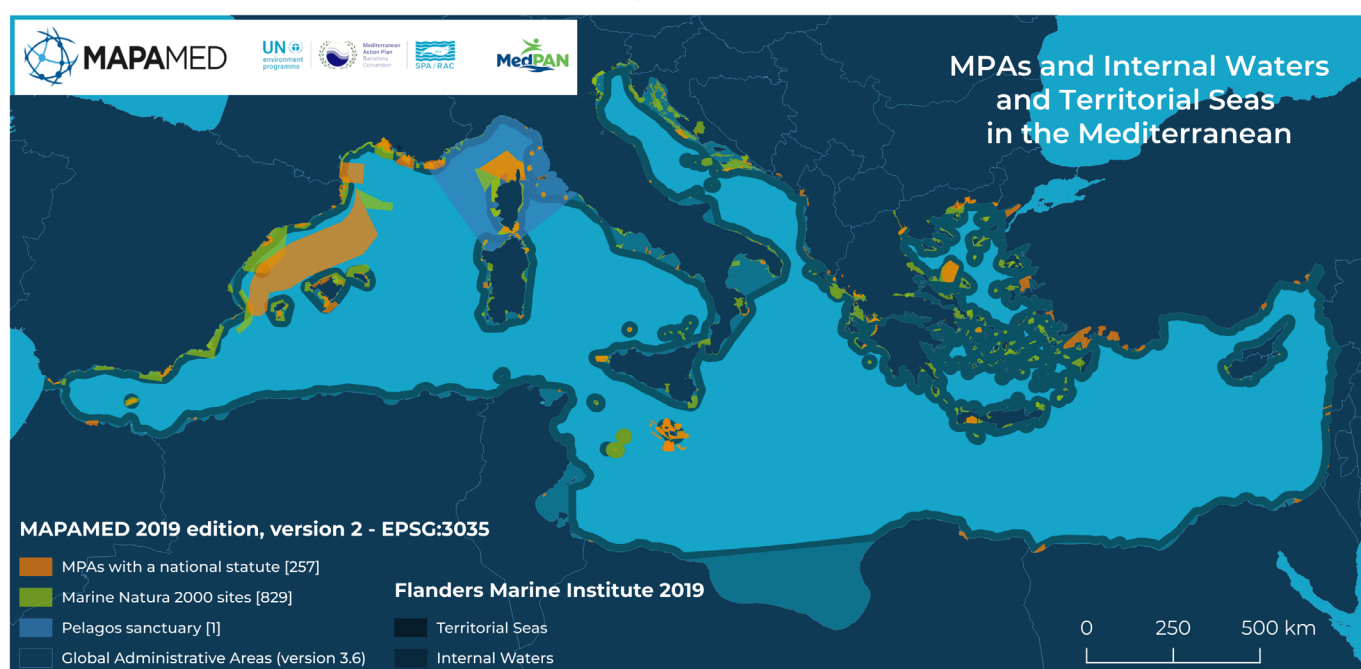 MAPAMED
UN
environment
programme
Mediterranean
Action Plan
Barcelona
Convention
SPA/RAC
MedPAN
MPAs and Internal Waters
and Territorial Seas
in the Mediterranean
MAPAMED 2019 edition, version 2 - EPSG:3035
MPAs with a national statute [257]
Marine Natura 2000 sites [829]
Pelagos sanctuary [1]
Global Administrative Areas (version 3.6)
Flanders Marine Institute 2019
Territorial Seas
Internal Waters
0 250 500 km